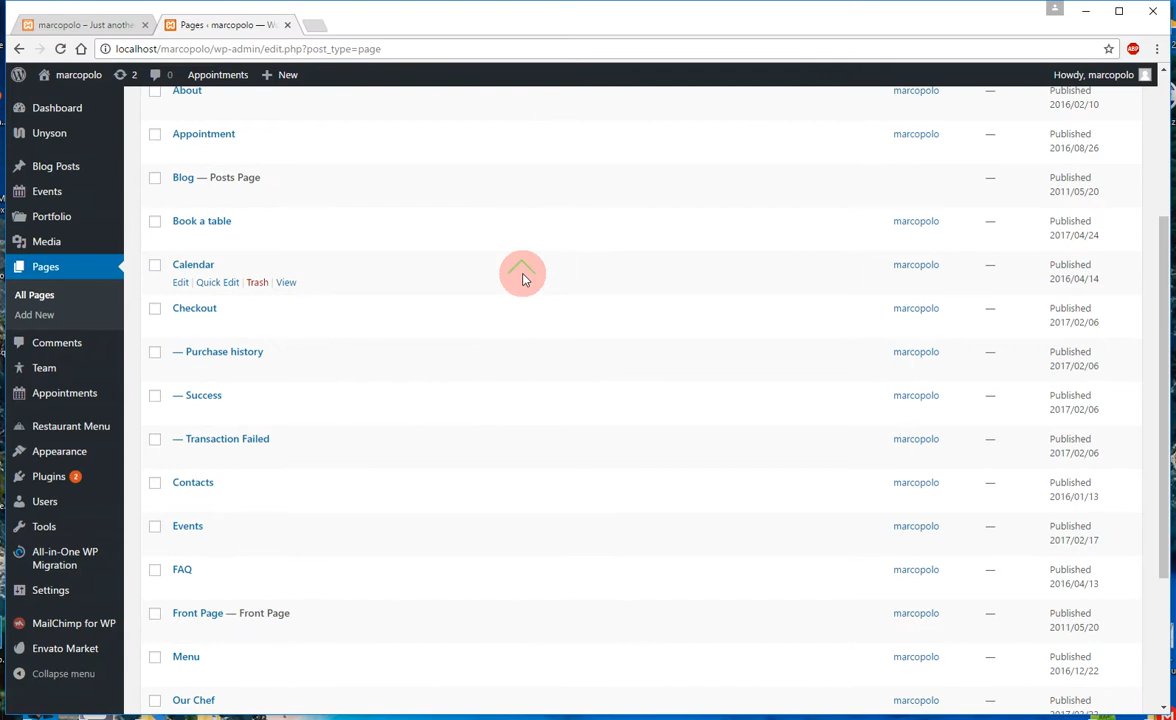 marcopolo – Just anothe
Pages ‹ marcopolo — Wo
localhost/marcopolo/wp-admin/edit.php?post_type=page
ABP
marcopolo 2 0 Appointments + New Howdy, marcopolo
Dashboard
Unyson
Blog Posts
Events
Portfolio
Media
Pages
All Pages
Add New
Comments
Team
Appointments
Restaurant Menu
Appearance
Plugins 2
Users
Tools
All-in-One WP
Migration
Settings
MailChimp for WP
Envato Market
Collapse menu
About marcopolo — Published
2016/02/10
Appointment marcopolo — Published
2016/08/26
Blog — Posts Page — Published
2011/05/20
Book a table marcopolo — Published
2017/04/24
Calendar marcopolo — Published
Edit | Quick Edit | Trash | View 2016/04/14
Checkout marcopolo — Published
2017/02/06
— Purchase history marcopolo — Published
2017/02/06
— Success marcopolo — Published
2017/02/06
— Transaction Failed marcopolo — Published
2017/02/06
Contacts marcopolo — Published
2016/01/13
Events marcopolo — Published
2017/02/17
FAQ marcopolo — Published
2016/04/13
Front Page — Front Page marcopolo — Published
2011/05/20
Menu marcopolo — Published
2016/12/22
Our Chef marcopolo — Published